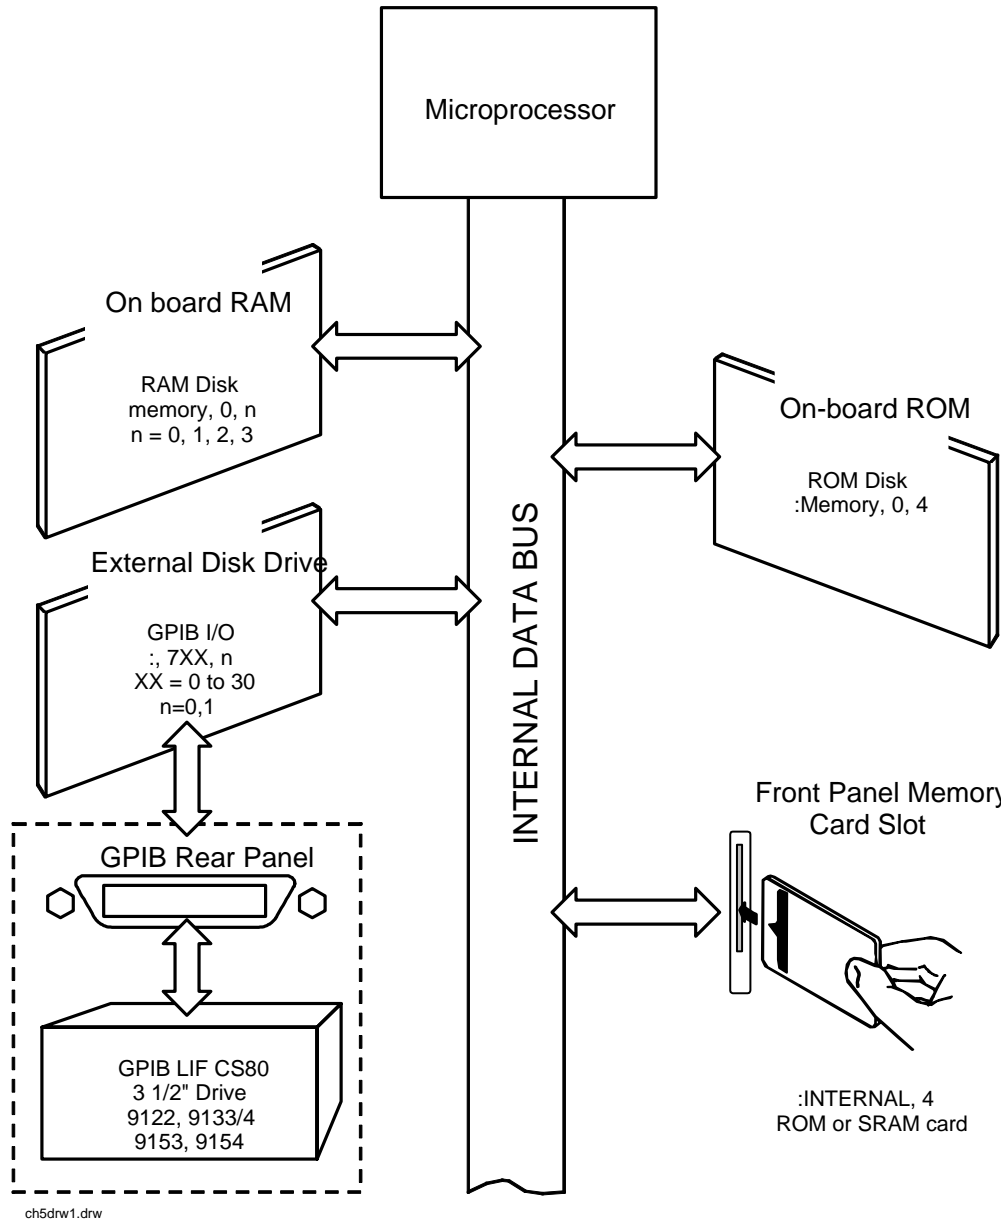 Microprocessor
On board RAM
RAM Disk
memory, 0, n
n = 0, 1, 2, 3
On-board ROM
ROM Disk
:Memory, 0, 4
External Disk Drive
GPIB I/O
:, 7XX, n
XX = 0 to 30
n=0,1
INTERNAL DATA BUS
Front Panel Memory
Card Slot
GPIB Rear Panel
GPIB LIF CS80
3 1/2" Drive
9122, 9133/4
9153, 9154
:INTERNAL, 4
ROM or SRAM card
ch5drw1.drw